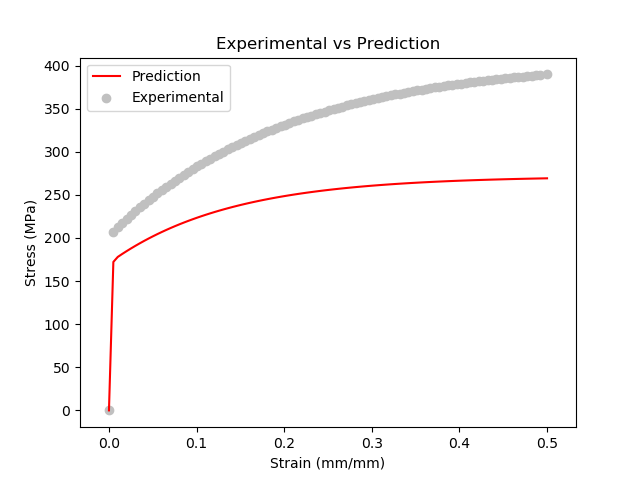 Experimental vs Prediction
Prediction
Experimental
400
350
300
250
200
150
100
50
0
Stress (MPa)
0.0 0.1 0.2 0.3 0.4 0.5
Strain (mm/mm)